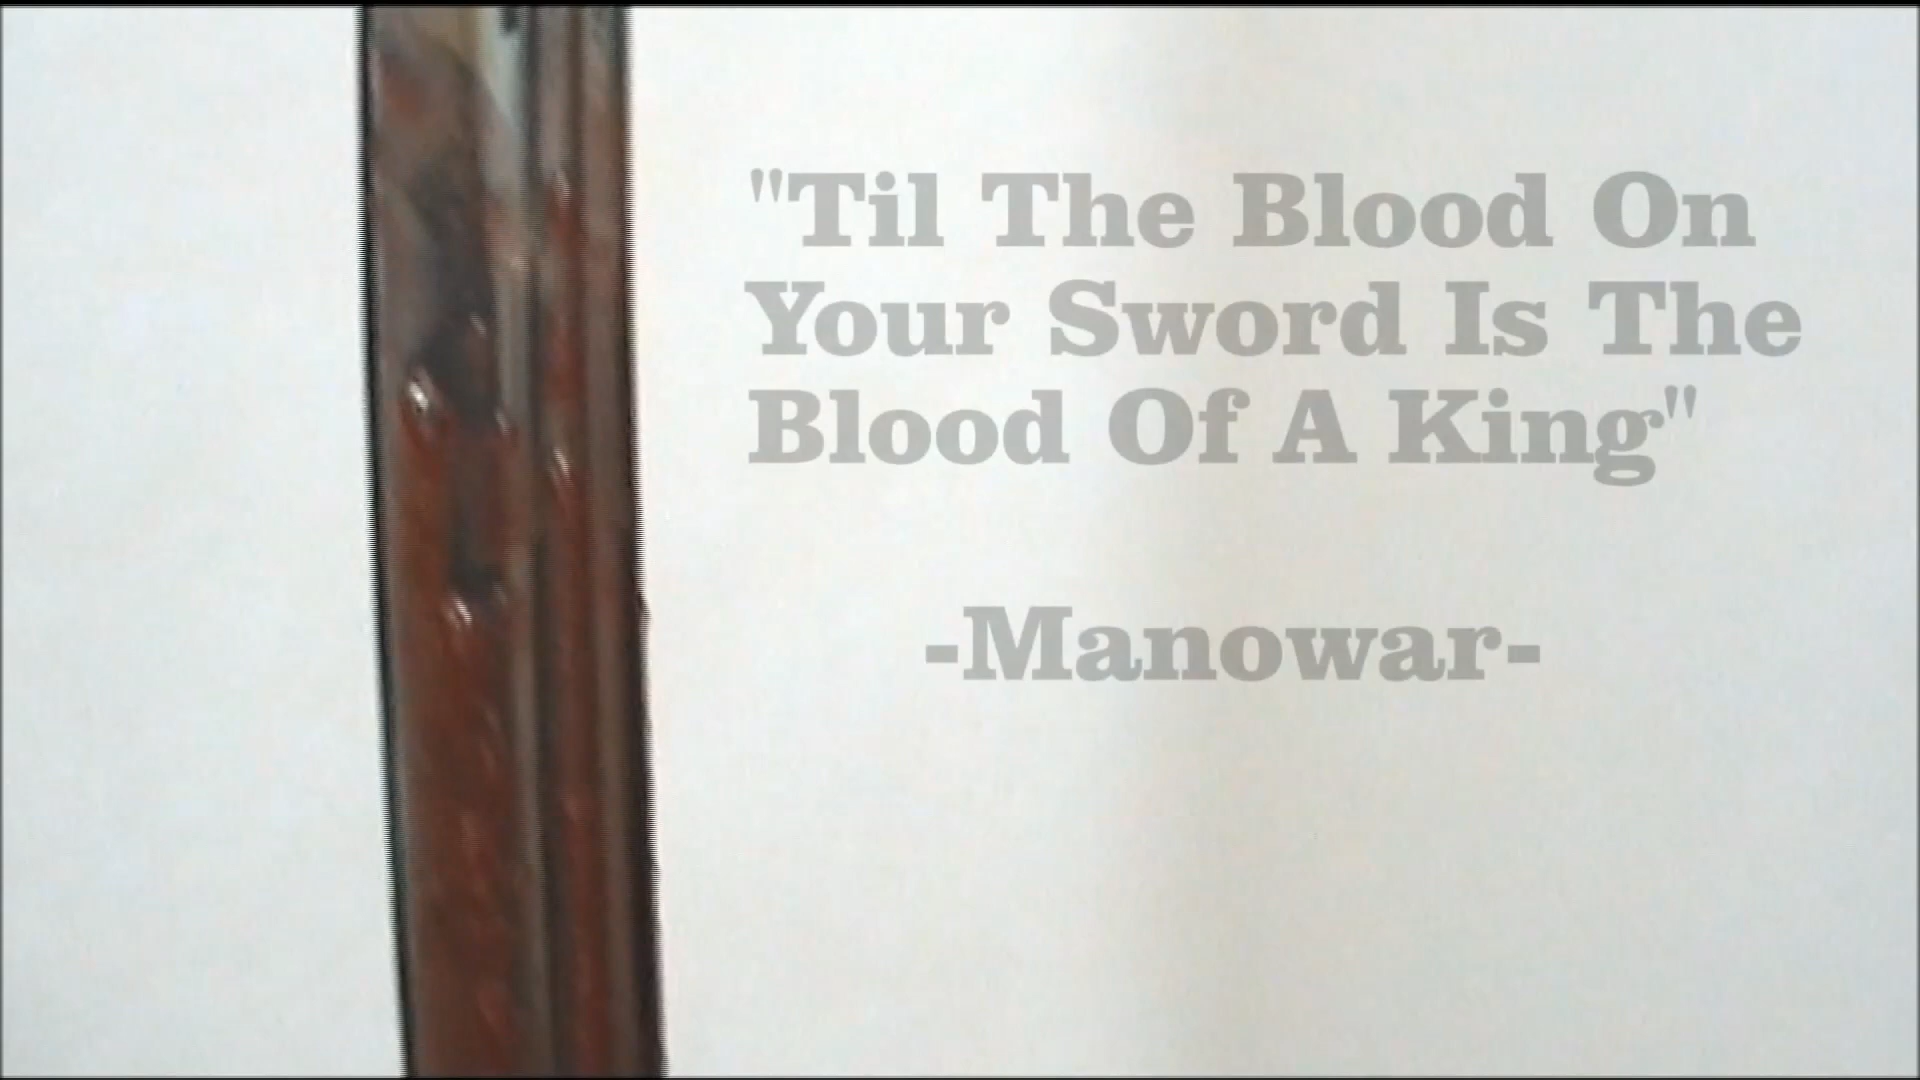 "Til The Blood On
Your Sword Is The
Blood Of A King"
-Manowar-